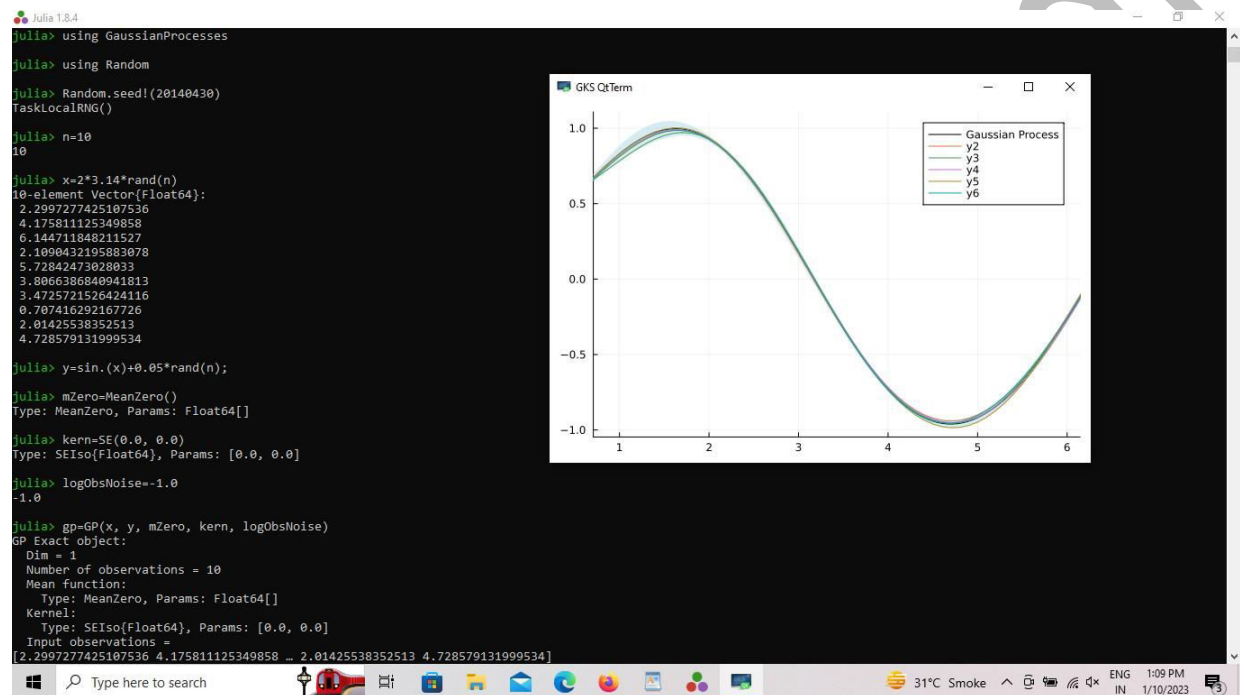 Julia 1.8.4
julia> using GaussianProcesses
julia> using Random
julia> Random.seed!(20140430)
TaskLocalRNG()
julia> n=10
10
julia> x=2*3.14*rand(n)
10-element Vector{Float64}:
2.2997277425107536
4.175811125349858
6.144711848211527
2.1090432195883078
5.72842473028033
3.8066386840941813
3.4725721526424116
0.707416292167726
2.01425538352513
4.728579131999534
julia> y=sin.(x)+0.05*rand(n);
julia> mZero=MeanZero()
Type: MeanZero, Params: Float64[]
julia> kern=SE(0.0, 0.0)
Type: SEIso{Float64}, Params: [0.0, 0.0]
julia> logObsNoise=-1.0
-1.0
julia> gp=GP(x, y, mZero, kern, logObsNoise)
GP Exact object:
Dim = 1
Number of observations = 10
Mean function:
Type: MeanZero, Params: Float64[]
Kernel:
Type: SEIso{Float64}, Params: [0.0, 0.0]
Input observations =
[2.2997277425107536 4.175811125349858 … 2.01425538352513 4.728579131999534]
GKS QtTerm
1.0
0.5
0.0
−0.5
−1.0
1 2 3 4 5 6
Gaussian Process
y2
y3
y4
y5
y6
Type here to search
31°C Smoke
ENG
IN
1:09 PM
1/10/2023
3